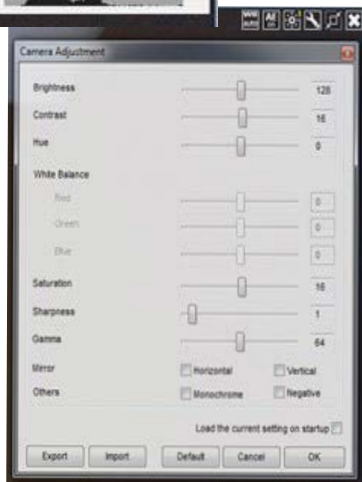 Camera Adjustment
Brightness 128
Contrast 16
Hue 0
White Balance
Red 0
Green 0
Blue 0
Saturation 16
Sharpness 1
Gamma 64
Mirror Horizontal Vertical
Others Monochrome Negative
Load the current setting on startup
Export Import Default Cancel OK